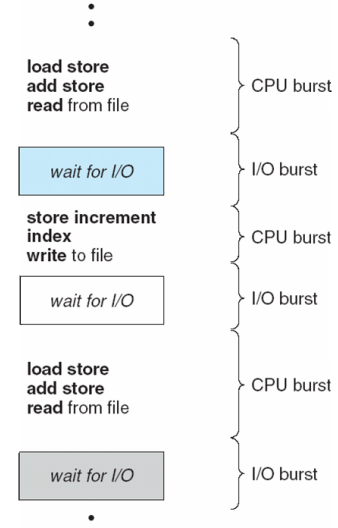 load store
add store
read from file
CPU burst
wait for I/O
I/O burst
store increment
index
write to file
CPU burst
wait for I/O
I/O burst
load store
add store
read from file
CPU burst
wait for I/O
I/O burst